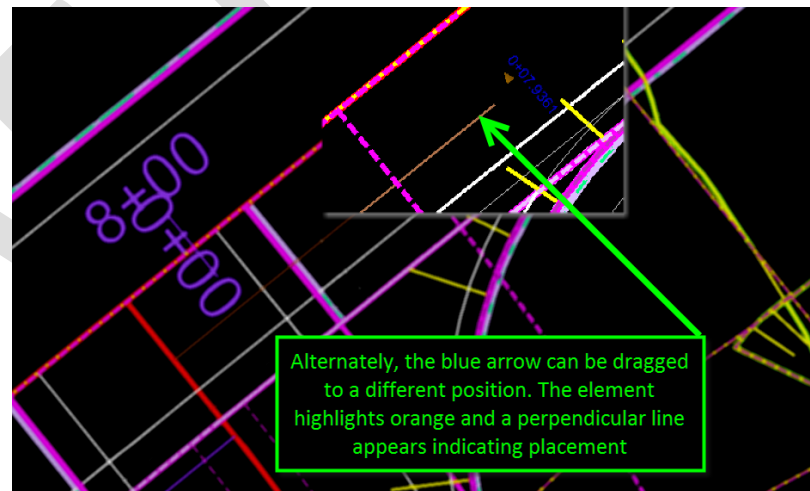 0+07.9361
8+00
0+00
Alternately, the blue arrow can be dragged
to a different position. The element
highlights orange and a perpendicular line
appears indicating placement